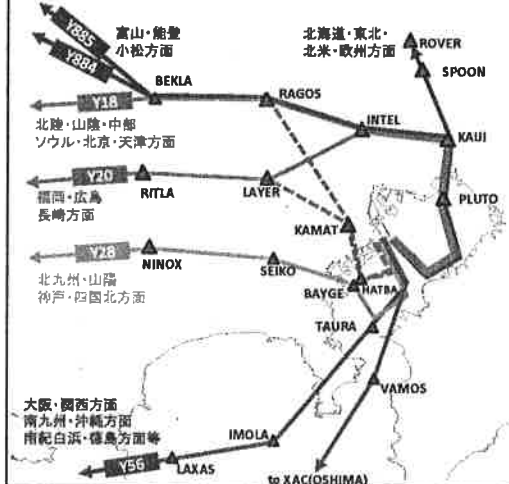 Y885
Y884
富山・能登
小松方面
北海道・東北・
北米・欧州方面
ROVER
SPOON
BEKLA
RAGOS
Y18
INTEL
KAIJI
北陸・山陰・中部
ソウル・北京・天津方面
Y20
RITLA
LAYER
PLUTO
福岡・広島
長崎方面
KAMAT
Y28
NINOX
SEIKO
BAYGE
HATBA
北九州・山陽
神戸・四国北方面
TAURA
VAMOS
大阪・関西方面
南九州・沖縄方面
南紀白浜・徳島方面等
IMOLA
Y56
LAXAS
to XAC(OSHIMA)